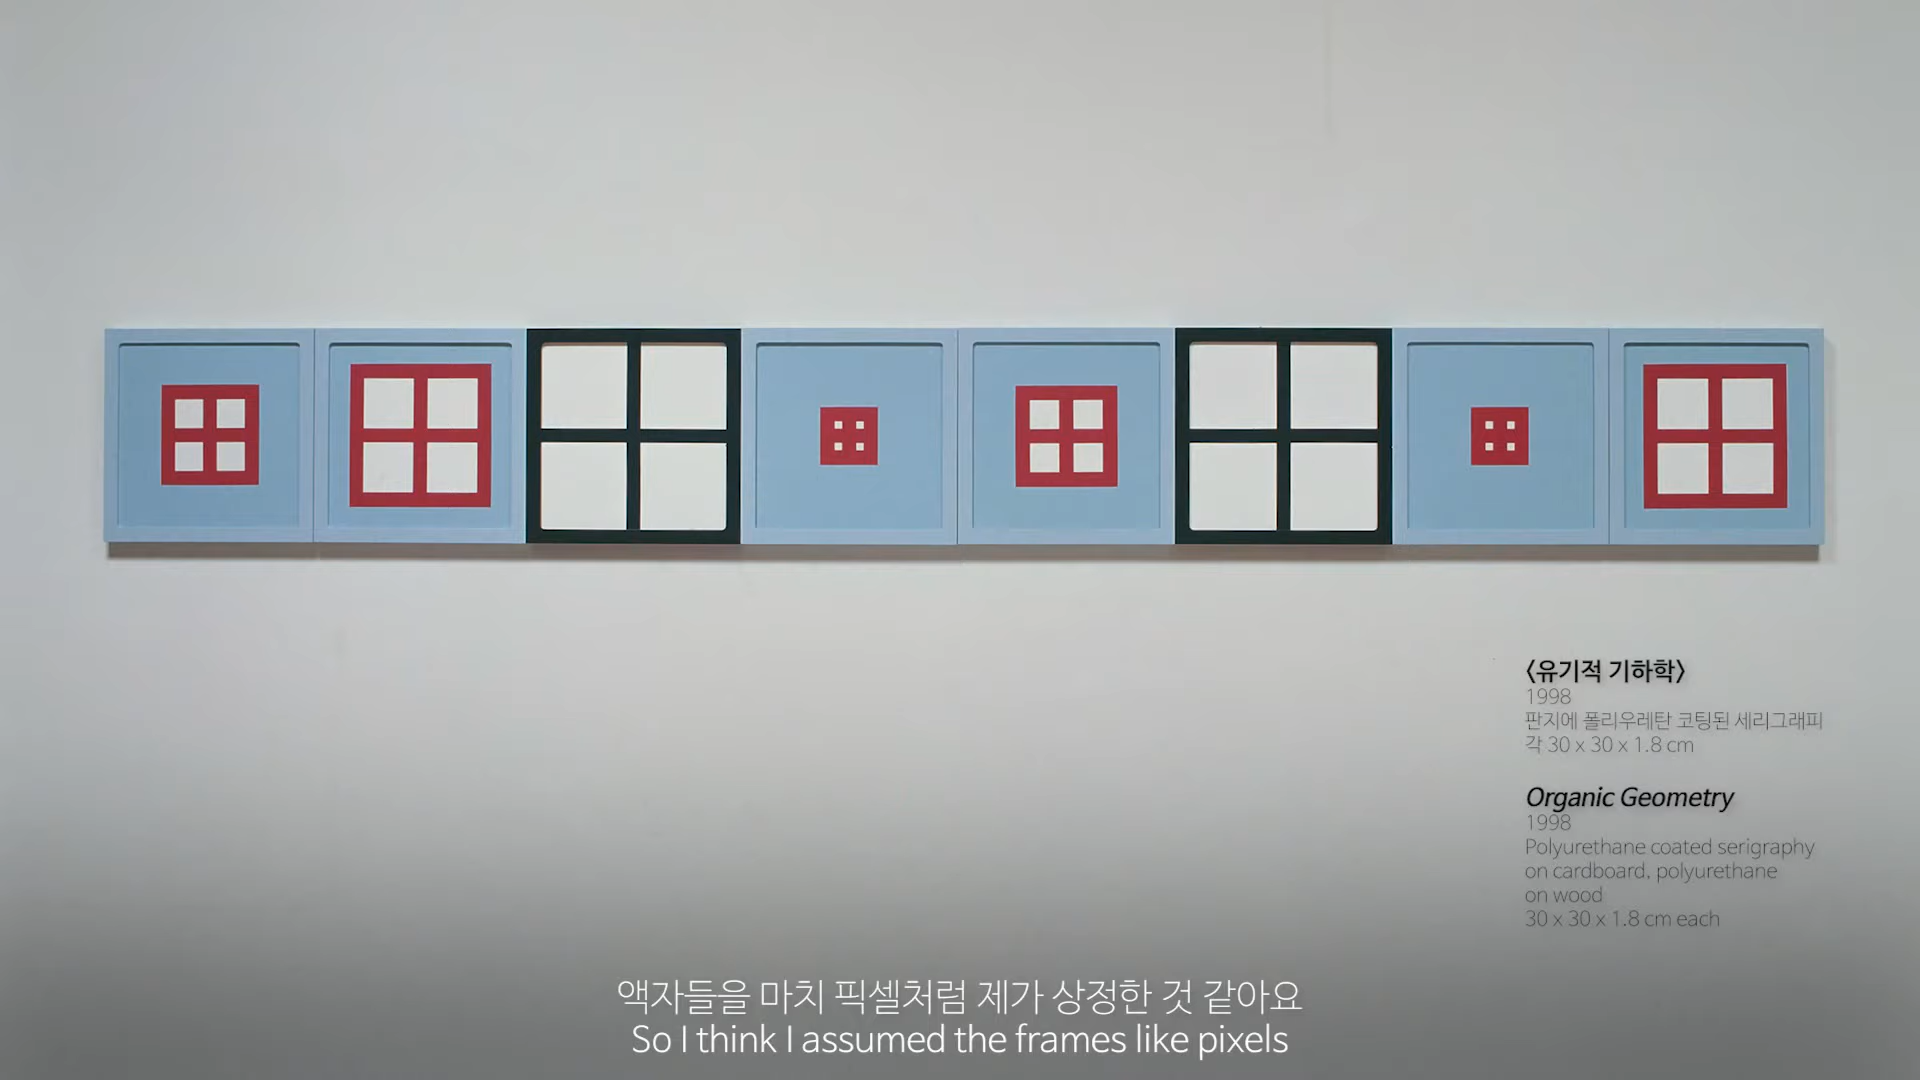 〈유기적 기하학〉
1998
판지에 폴리우레탄 코팅된 세리그래피
각 30 x 30 x 1.8 cm
Organic Geometry
1998
Polyurethane coated serigraphy
on cardboard, polyurethane
on wood
30 x 30 x 1.8 cm each
액자들을 마치 픽셀처럼 제가 상정한 것 같아요
So I think I assumed the frames like pixels